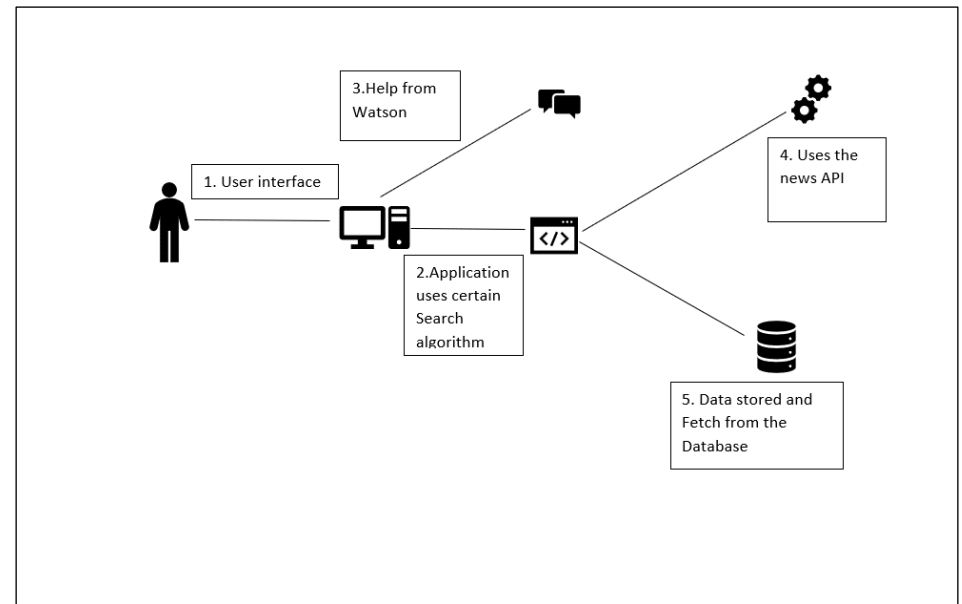 3.Help from
Watson
1. User interface
4. Uses the
news API
</>
2.Application
uses certain
Search
algorithm
5. Data stored and
Fetch from the
Database